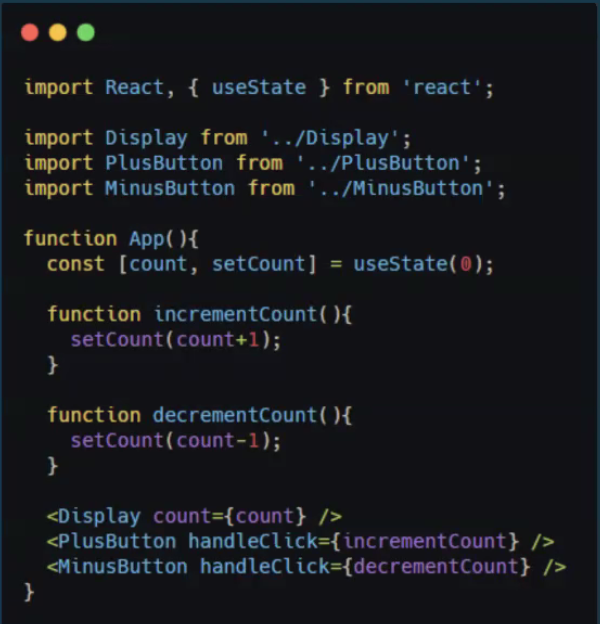 import React, { useState } from 'react';
import Display from '../Display';
import PlusButton from '../PlusButton';
import MinusButton from '../MinusButton';
function App(){
const [count, setCount] = useState(0);
function incrementCount(){
setCount(count+1);
}
function decrementCount(){
setCount(count-1);
}
<Display count={count} />
<PlusButton handleClick={incrementCount} />
<MinusButton handleClick={decrementCount} />
}